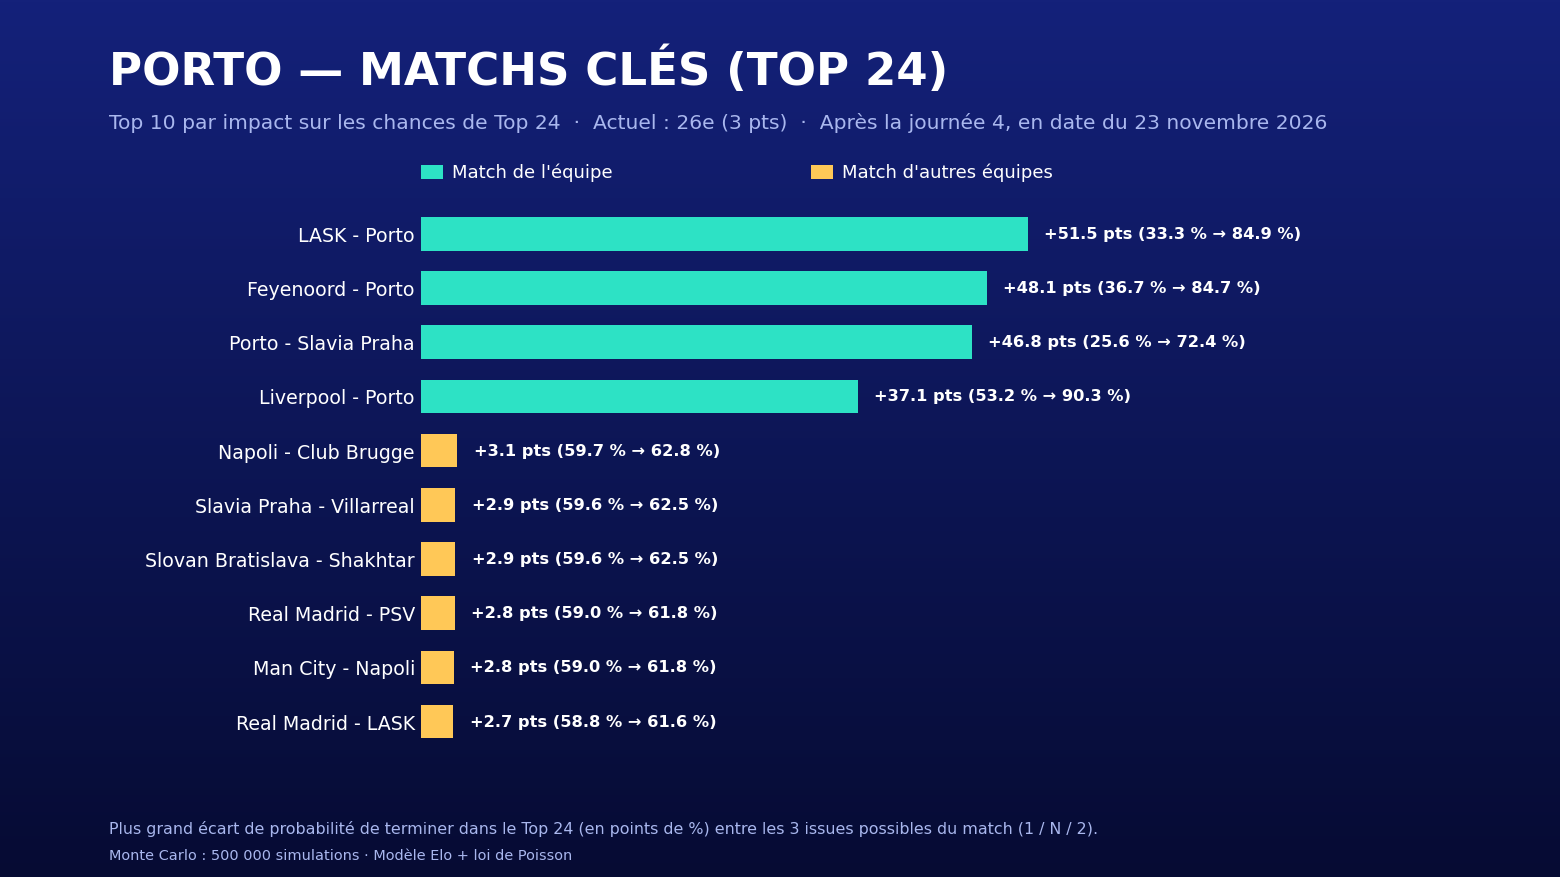 PORTO — MATCHS CLÉS (TOP 24)
Top 10 par impact sur les chances de Top 24 · Actuel : 26e (3 pts) · Après la journée 4, en date du 23 novembre 2026
Match de l'équipe
Match d'autres équipes
LASK - Porto +51.5 pts (33.3 % → 84.9 %)
Feyenoord - Porto +48.1 pts (36.7 % → 84.7 %)
Porto - Slavia Praha +46.8 pts (25.6 % → 72.4 %)
Liverpool - Porto +37.1 pts (53.2 % → 90.3 %)
Napoli - Club Brugge +3.1 pts (59.7 % → 62.8 %)
Slavia Praha - Villarreal +2.9 pts (59.6 % → 62.5 %)
Slovan Bratislava - Shakhtar +2.9 pts (59.6 % → 62.5 %)
Real Madrid - PSV +2.8 pts (59.0 % → 61.8 %)
Man City - Napoli +2.8 pts (59.0 % → 61.8 %)
Real Madrid - LASK +2.7 pts (58.8 % → 61.6 %)
Plus grand écart de probabilité de terminer dans le Top 24 (en points de %) entre les 3 issues possibles du match (1 / N / 2).
Monte Carlo : 500 000 simulations · Modèle Elo + loi de Poisson